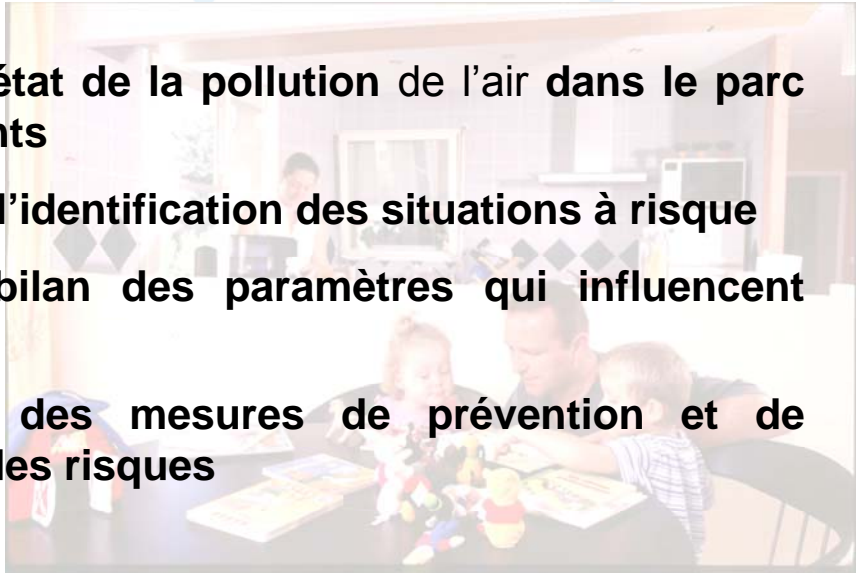 état de la pollution de l'air dans le parc
nts
l'identification des situations à risque
bilan des paramètres qui influencent
des mesures de prévention et de
les risques